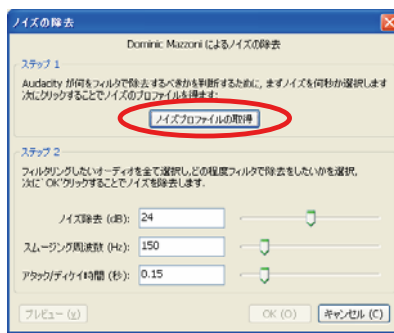 ノイズの除去
Dominic Mazzoni によるノイズの除去
ステップ 1
Audacity が何をフィルタで除去するべきかを判断するために, まずノイズを何秒か選択します
次にクリックすることでノイズのプロファイルを得ます:
ノイズプロファイルの取得
ステップ 2
フィルタリングしたいオーディオを全て選択し、どの程度フィルタで除去をしたいかを選択,
次に 'OK'クリックすることでノイズを除去します.
ノイズ除去 (dB): 24
スムージング周波数 (Hz): 150
アタック/ディケイ時間 (秒): 0.15
プレビュー (v) OK (O) キャンセル (C)